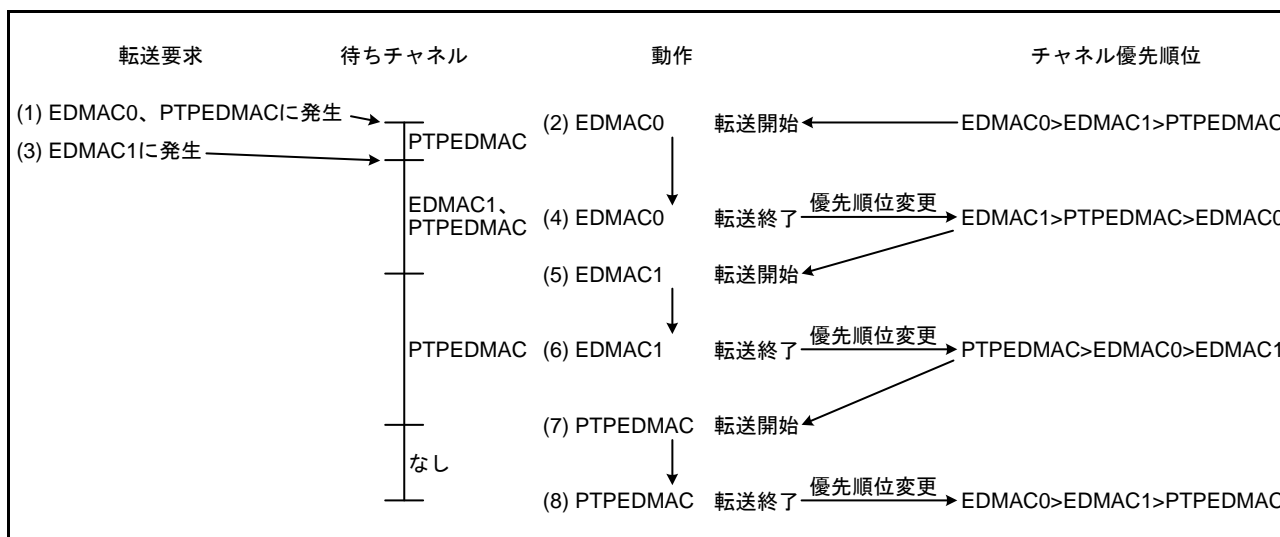 転送要求 待ちチャネル 動作 チャネル優先順位
(1) EDMAC0、PTPEDMACに発生
(2) EDMAC0 転送開始 EDMAC0>EDMAC1>PTPEDMAC
PTPEDMAC
(3) EDMAC1に発生
EDMAC1、
PTPEDMAC
(4) EDMAC0 転送終了 優先順位変更 EDMAC1>PTPEDMAC>EDMAC0
(5) EDMAC1 転送開始
PTPEDMAC
(6) EDMAC1 転送終了 優先順位変更 PTPEDMAC>EDMAC0>EDMAC1
(7) PTPEDMAC 転送開始
なし
(8) PTPEDMAC 転送終了 優先順位変更 EDMAC0>EDMAC1>PTPEDMAC